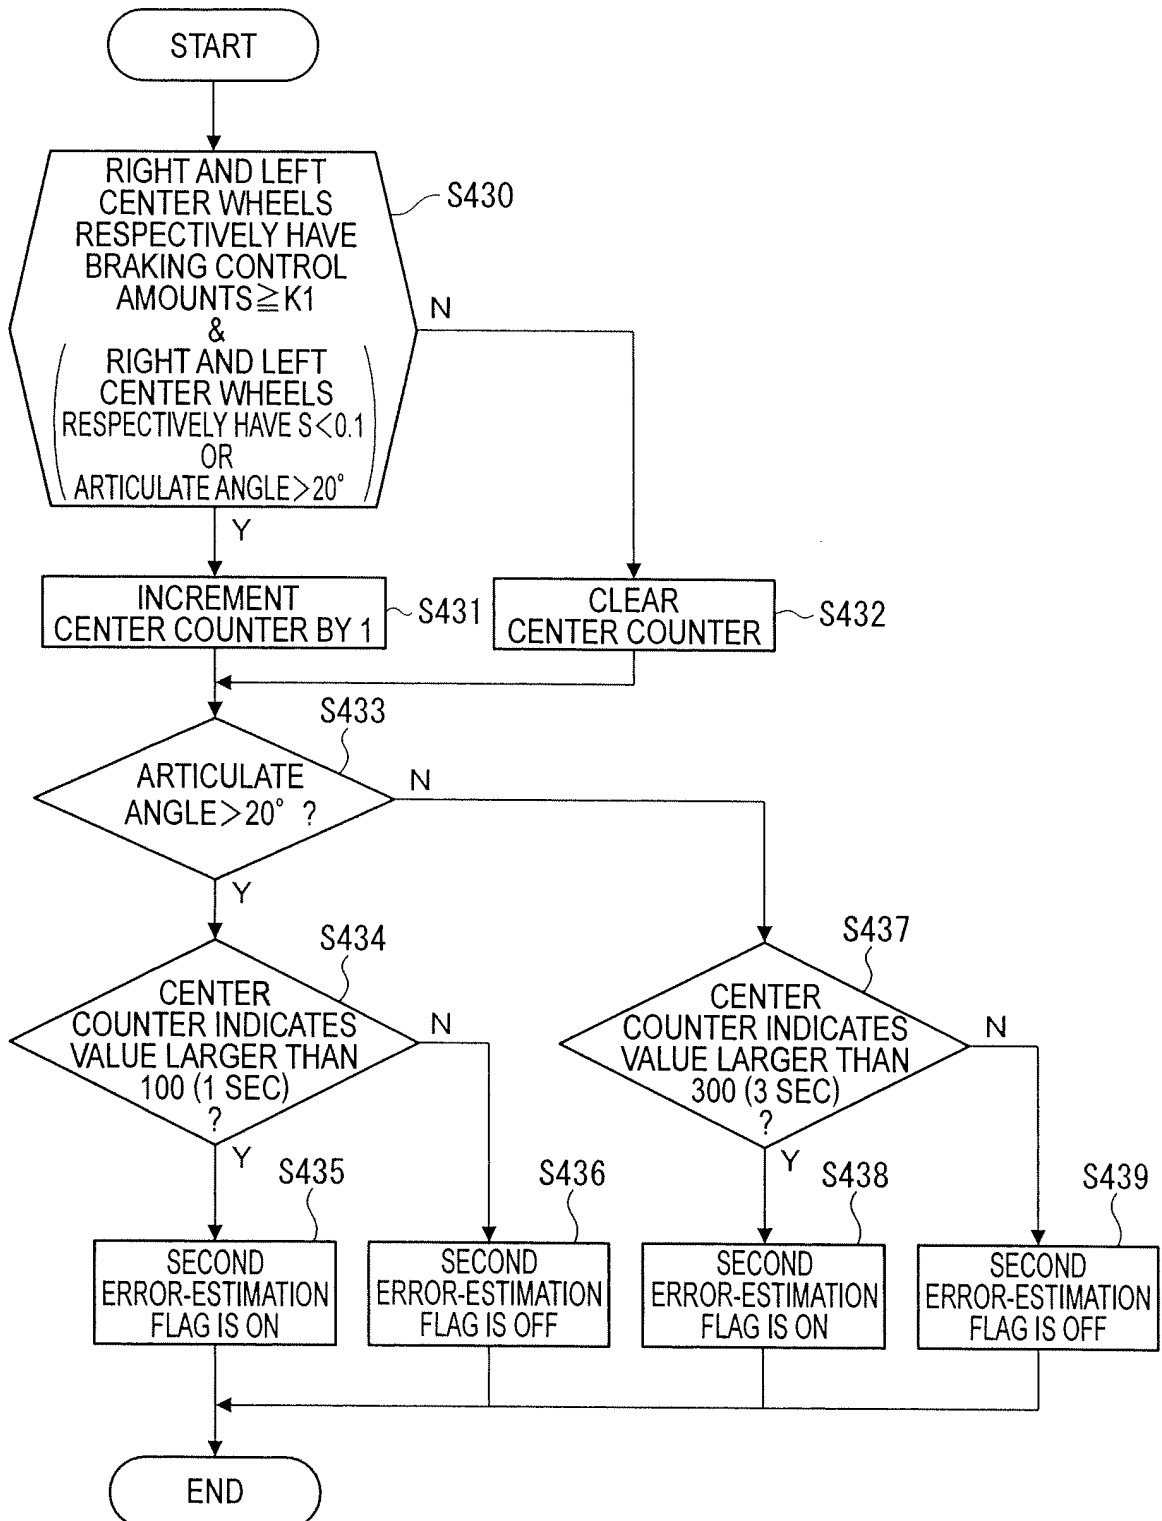 START
RIGHT AND LEFT
CENTER WHEELS
RESPECTIVELY HAVE
BRAKING CONTROL
AMOUNTS≧K1
&
RIGHT AND LEFT
CENTER WHEELS
RESPECTIVELY HAVE S<0.1
OR
ARTICULATE ANGLE>20°
S430
N
Y
INCREMENT
CENTER COUNTER BY 1
S431
CLEAR
CENTER COUNTER
S432
S433
ARTICULATE
ANGLE>20° ?
N
Y
S434
CENTER
COUNTER INDICATES
VALUE LARGER THAN
100 (1 SEC)
?
N
Y
S437
CENTER
COUNTER INDICATES
VALUE LARGER THAN
300 (3 SEC)
?
N
Y
S435
SECOND
ERROR-ESTIMATION
FLAG IS ON
S436
SECOND
ERROR-ESTIMATION
FLAG IS OFF
S438
SECOND
ERROR-ESTIMATION
FLAG IS ON
S439
SECOND
ERROR-ESTIMATION
FLAG IS OFF
END